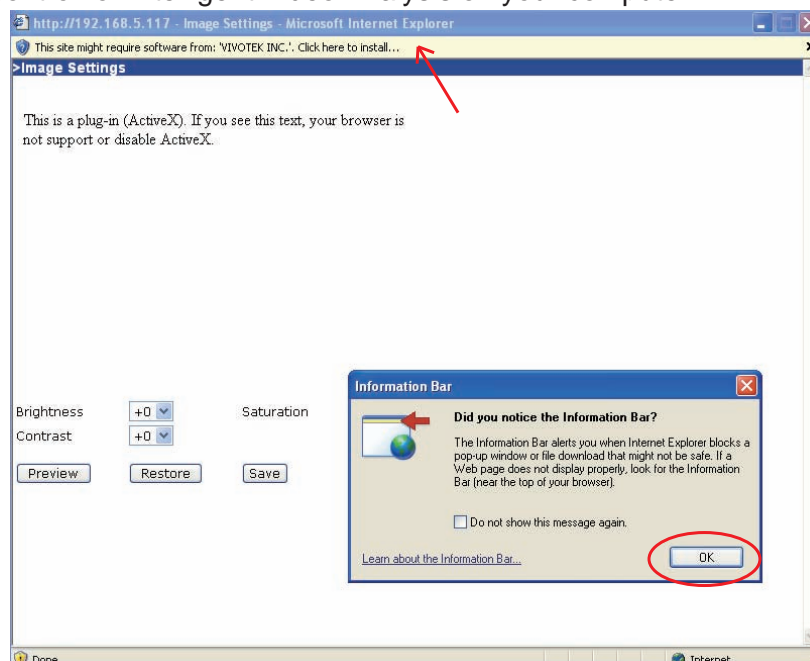 http://192.168.5.117 - Image Settings - Microsoft Internet Explorer
This site might require software from: 'VIVOTEK INC.'. Click here to install...
>Image Settings
This is a plug-in (ActiveX). If you see this text, your browser is
not support or disable ActiveX.
Brightness +0 Saturation
Contrast +0
Preview Restore Save
Information Bar
Did you notice the Information Bar?
The Information Bar alerts you when Internet Explorer blocks a
pop-up window or file download that might not be safe. If a
Web page does not display properly, look for the Information
Bar (near the top of your browser).
Do not show this message again.
Learn about the Information Bar... OK
Done Internet